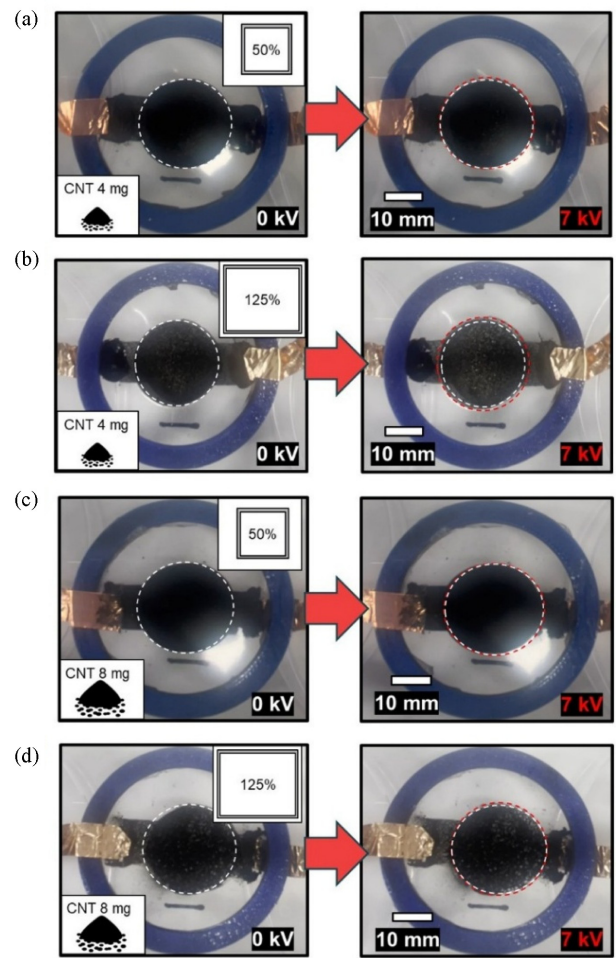 (a)
50%
CNT 4 mg
0 kV
10 mm
7 kV
(b)
125%
CNT 4 mg
0 kV
10 mm
7 kV
(c)
50%
CNT 8 mg
0 kV
10 mm
7 kV
(d)
125%
CNT 8 mg
0 kV
10 mm
7 kV